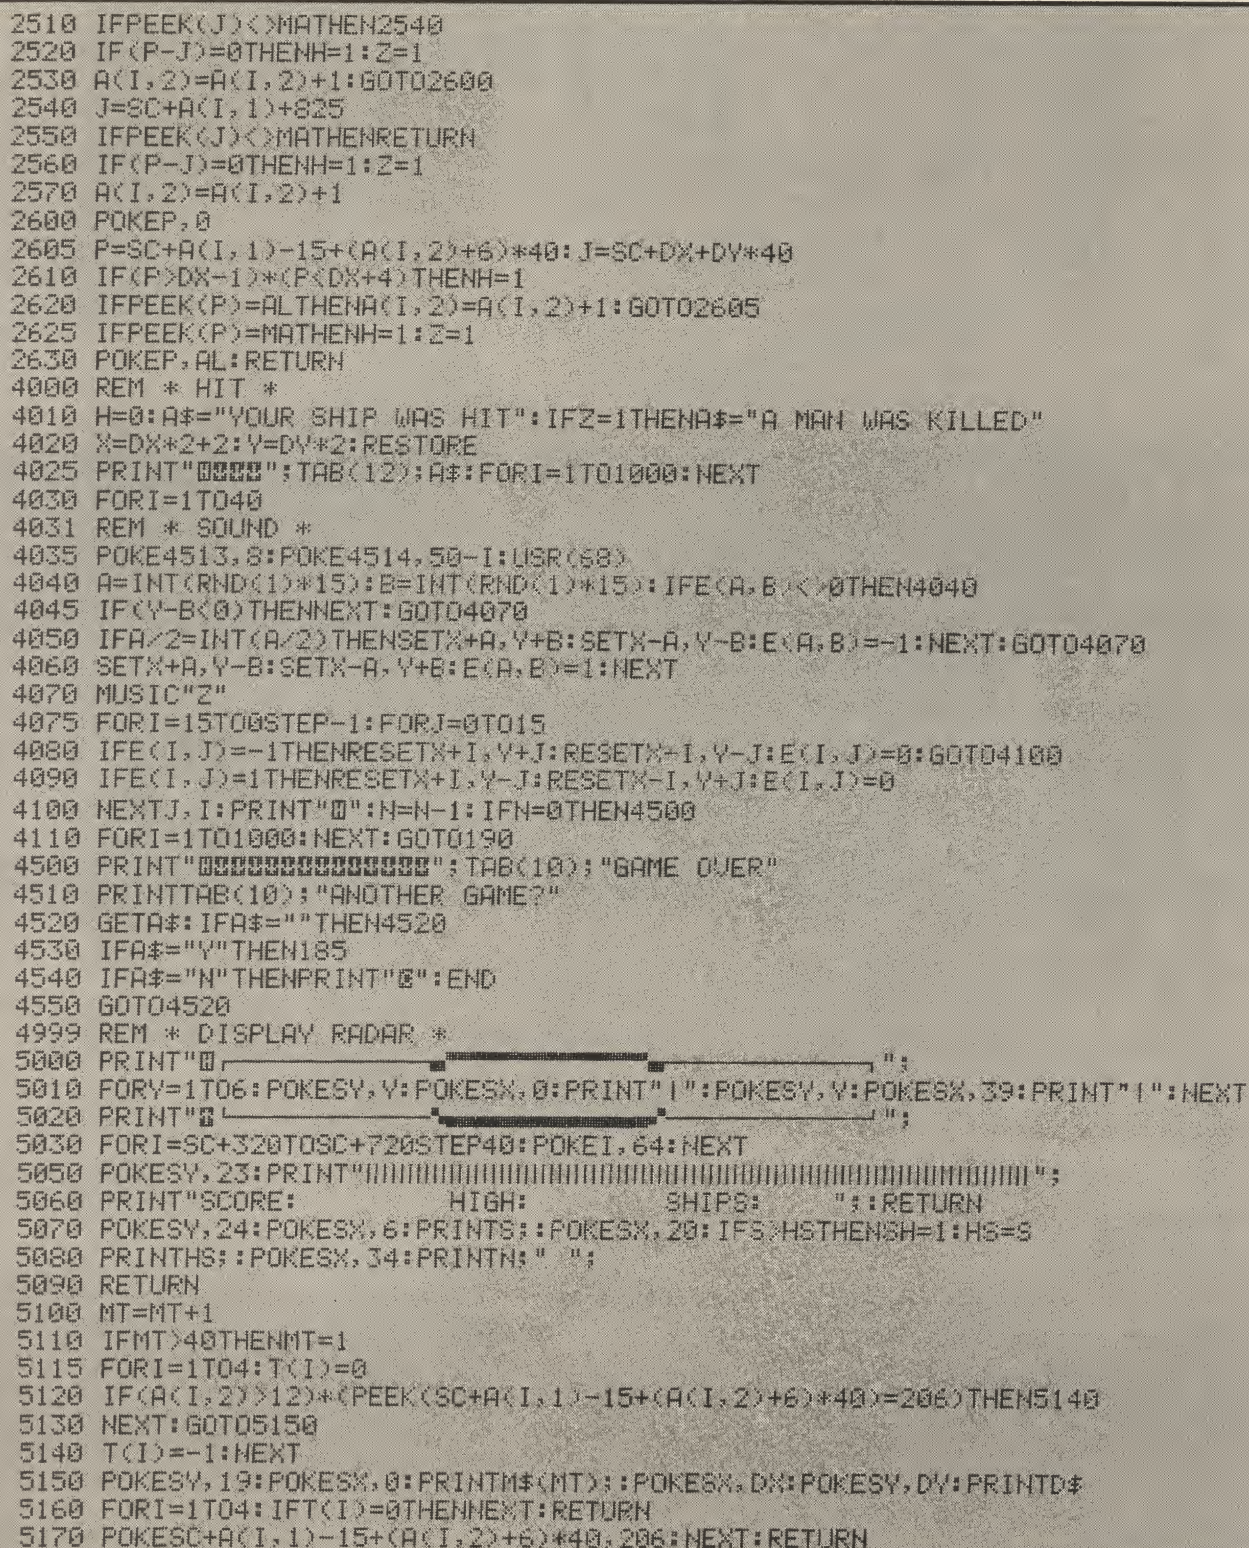 2510 IFPEEK(J)<>MATHEN2540
2520 IF(P-J)=0THENH=1:Z=1
2530 A(I,2)=A(I,2)+1:GOTO2600
2540 J=SC+A(I,1)+825
2550 IFPEEK(J)<>MATHENRETURN
2560 IF(P-J)=0THENH=1:Z=1
2570 A(I,2)=A(I,2)+1
2600 POKEP,0
2605 P=SC+A(I,1)-15+(A(I,2)+6)*40:J=SC+DX+DY*40
2610 IF(P>DX-1)*(P<DX+4)THENH=1
2620 IFPEEK(P)=ALTHENA(I,2)=A(I,2)+1:GOTO2605
2625 IFPEEK(P)=MATHENH=1:Z=1
2630 POKEP,AL:RETURN
4000 REM * HIT *
4010 H=0:A$="YOUR SHIP WAS HIT":IFZ=1THENA$="A MAN WAS KILLED"
4020 X=DX*2+2:Y=DY*2:RESTORE
4025 PRINT"";TAB(12);A$:FORI=1TO1000:NEXT
4030 FORI=1TO40
4031 REM * SOUND *
4035 POKE4513,8:POKE4514,50-I:USR(68)
4040 A=INT(RND(1)*15):B=INT(RND(1)*15):IFE(A,B)<>0THEN4040
4045 IF(Y-B<0)THENNEXT:GOTO4070
4050 IFA/2=INT(A/2)THENSETX+A,Y+B:SETX-A,Y-B:E(A,B)=-1:NEXT:GOTO4070
4060 SETX+A,Y-B:SETX-A,Y+B:E(A,B)=1:NEXT
4070 MUSIC"Z"
4075 FORI=15TO0STEP-1:FORJ=0TO15
4080 IFE(I,J)=-1THENRESETX+I,Y+J:RESETX-I,Y-J:E(I,J)=0:GOTO4100
4090 IFE(I,J)=1THENRESETX+I,Y-J:RESETX-I,Y+J:E(I,J)=0
4100 NEXTJ,I:PRINT"":N=N-1:IFN=0THEN4500
4110 FORI=1TO1000:NEXT:GOTO190
4500 PRINT"";TAB(10);"GAME OVER"
4510 PRINTTAB(10);"ANOTHER GAME?"
4520 GETA$:IFA$=""THEN4520
4530 IFA$="Y"THEN185
4540 IFA$="N"THENPRINT"":END
4550 GOTO4520
4999 REM * DISPLAY RADAR *
5000 PRINT"";
5010 FORY=1TO6:POKESY,Y:POKESX,0:PRINT"|":POKESY,Y:POKESX,39:PRINT"|":NEXT
5020 PRINT"";
5030 FORI=SC+320TOSC+720STEP40:POKEI,64:NEXT
5050 POKESY,23:PRINT"";
5060 PRINT"SCORE:        HIGH:        SHIPS:    ";:RETURN
5070 POKESY,24:POKESX,6:PRINTS;:POKESX,20:IFS>HSTHENSH=1:HS=S
5080 PRINTHS;:POKESX,34:PRINTN;" ";
5090 RETURN
5100 MT=MT+1
5110 IFMT>40THENMT=1
5115 FORI=1TO4:T(I)=0
5120 IF(A(I,2)>12)*(PEEK(SC+A(I,1)-15+(A(I,2)+6)*40)=206)THEN5140
5130 NEXT:GOTO5150
5140 T(I)=-1:NEXT
5150 POKESY,19:POKESX,0:PRINTM$(MT);:POKESX,DX:POKESY,DY:PRINTD$
5160 FORI=1TO4:IFT(I)=0THENNEXT:RETURN
5170 POKESC+A(I,1)-15+(A(I,2)+6)*40,206:NEXT:RETURN